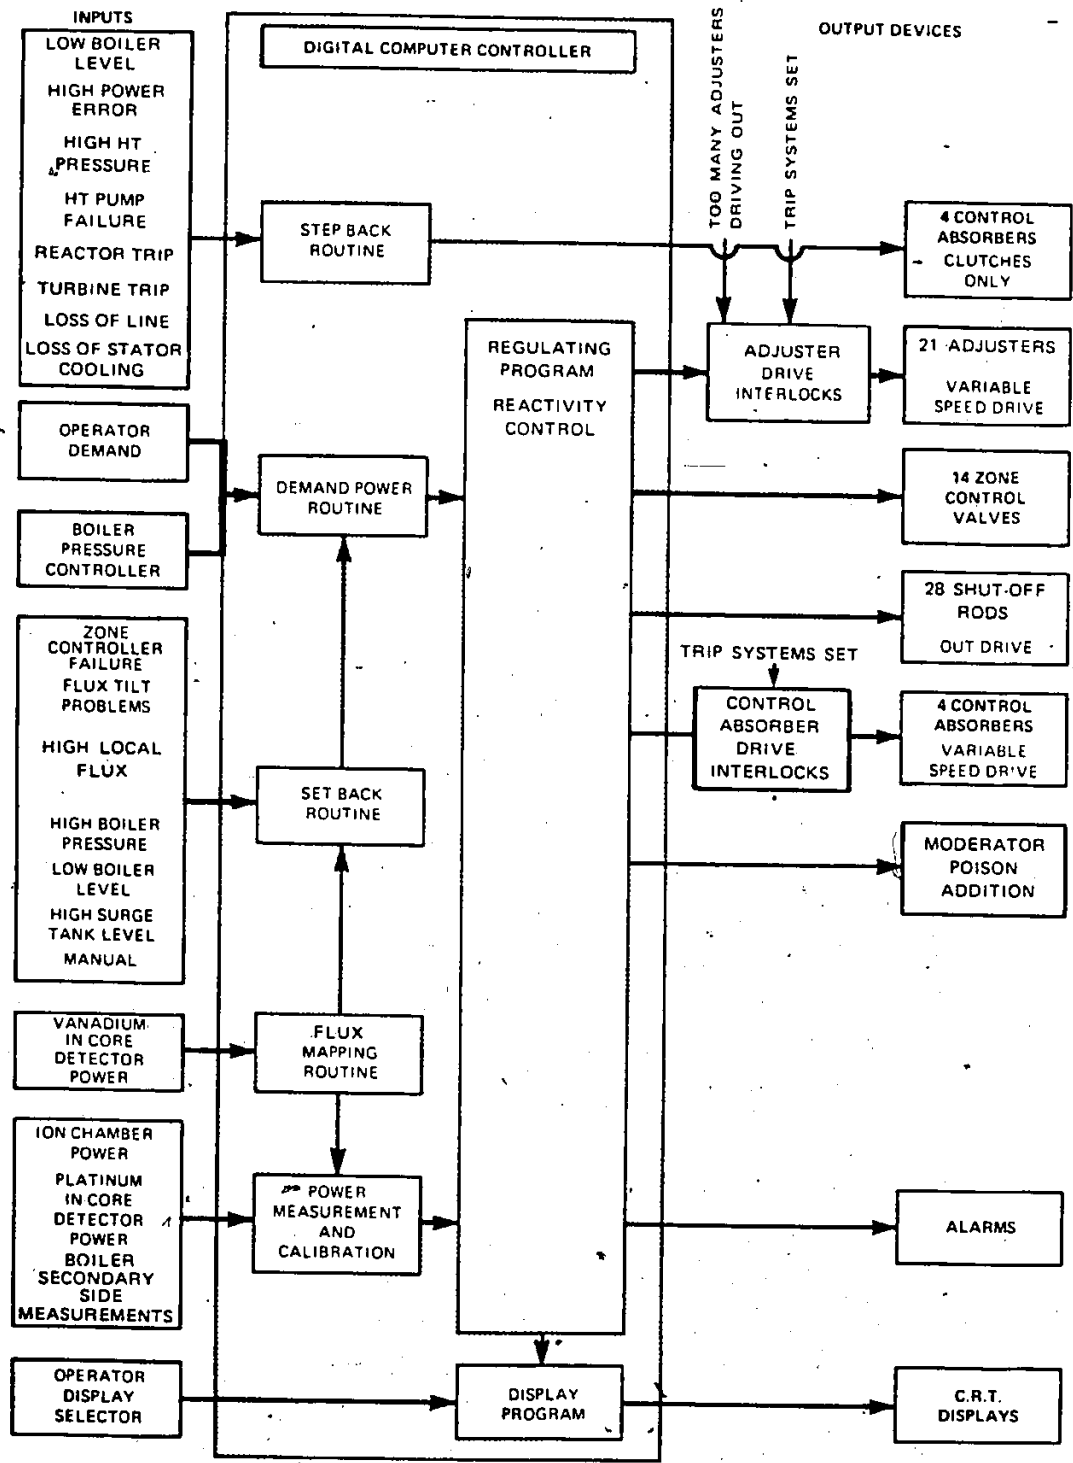 INPUTS
LOW BOILER
LEVEL
HIGH POWER
ERROR
HIGH HT
PRESSURE
HT PUMP
FAILURE
REACTOR TRIP
TURBINE TRIP
LOSS OF LINE
LOSS OF STATOR
COOLING
OPERATOR
DEMAND
BOILER
PRESSURE
CONTROLLER
ZONE
CONTROLLER
FAILURE
FLUX TILT
PROBLEMS
HIGH LOCAL
FLUX
HIGH BOILER
PRESSURE
LOW BOILER
LEVEL
HIGH SURGE
TANK LEVEL
MANUAL
VANADIUM
IN CORE
DETECTOR
POWER
ION CHAMBER
POWER
PLATINUM
IN CORE
DETECTOR
POWER
BOILER
SECONDARY
SIDE
MEASUREMENTS
OPERATOR
DISPLAY
SELECTOR
DIGITAL COMPUTER CONTROLLER
STEP BACK
ROUTINE
DEMAND POWER
ROUTINE
SET BACK
ROUTINE
FLUX
MAPPING
ROUTINE
POWER
MEASUREMENT
AND
CALIBRATION
REGULATING
PROGRAM
REACTIVITY
CONTROL
DISPLAY
PROGRAM
TOO MANY ADJUSTERS
DRIVING OUT
TRIP SYSTEMS SET
ADJUSTER
DRIVE
INTERLOCKS
TRIP SYSTEMS SET
CONTROL
ABSORBER
DRIVE
INTERLOCKS
OUTPUT DEVICES
4 CONTROL
ABSORBERS
CLUTCHES
ONLY
21 ADJUSTERS
VARIABLE
SPEED DRIVE
14 ZONE
CONTROL
VALVES
28 SHUT-OFF
RODS
OUT DRIVE
4 CONTROL
ABSORBERS
VARIABLE
SPEED DRIVE
MODERATOR
POISON
ADDITION
ALARMS
C.R.T.
DISPLAYS